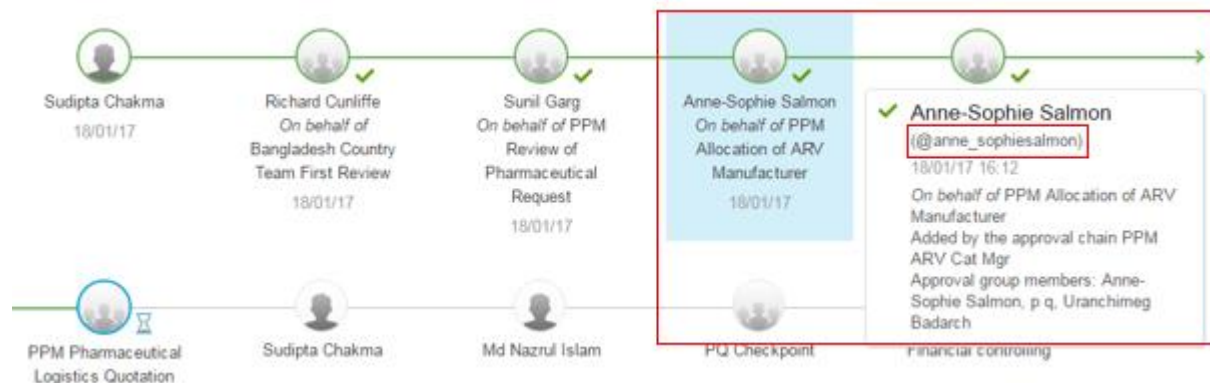 Sudipta Chakma
18/01/17
Richard Cunliffe
On behalf of
Bangladesh Country
Team First Review
18/01/17
Sunil Garg
On behalf of PPM
Review of
Pharmaceutical
Request
18/01/17
Anne-Sophie Salmon
On behalf of PPM
Allocation of ARV
Manufacturer
18/01/17
Anne-Sophie Salmon
(@anne_sophiesalmon)
18/01/17 16:12
On behalf of PPM Allocation of ARV
Manufacturer
Added by the approval chain PPM
ARV Cat Mgr
Approval group members: Anne-
Sophie Salmon, p q, Uranchimeg
Badarch
PPM Pharmaceutical
Logistics Quotation
Sudipta Chakma
Md Nazrul Islam
PQ Checkpoint
Financial controlling